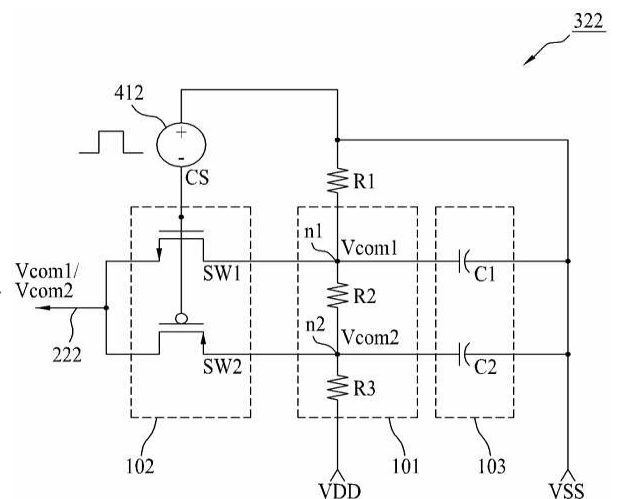 322
412
+
-
CS
R1
n1
Vcom1
SW1
C1
Vcom1/
Vcom2
R2
n2
Vcom2
222
SW2
C2
R3
102
101
103
VDD
VSS